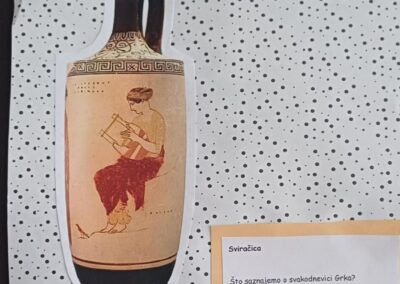 Sviračica
Što saznajemo o svakodnevici Grka?